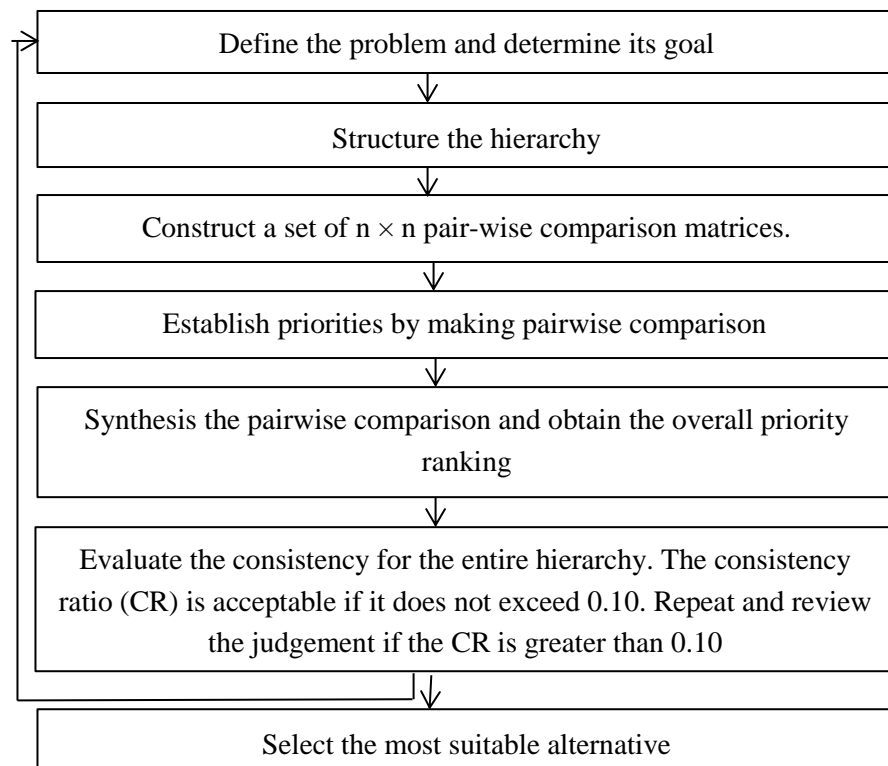 Define the problem and determine its goal
Structure the hierarchy
Construct a set of n × n pair-wise comparison matrices.
Establish priorities by making pairwise comparison
Synthesis the pairwise comparison and obtain the overall priority
ranking
Evaluate the consistency for the entire hierarchy. The consistency
ratio (CR) is acceptable if it does not exceed 0.10. Repeat and review
the judgement if the CR is greater than 0.10
Select the most suitable alternative